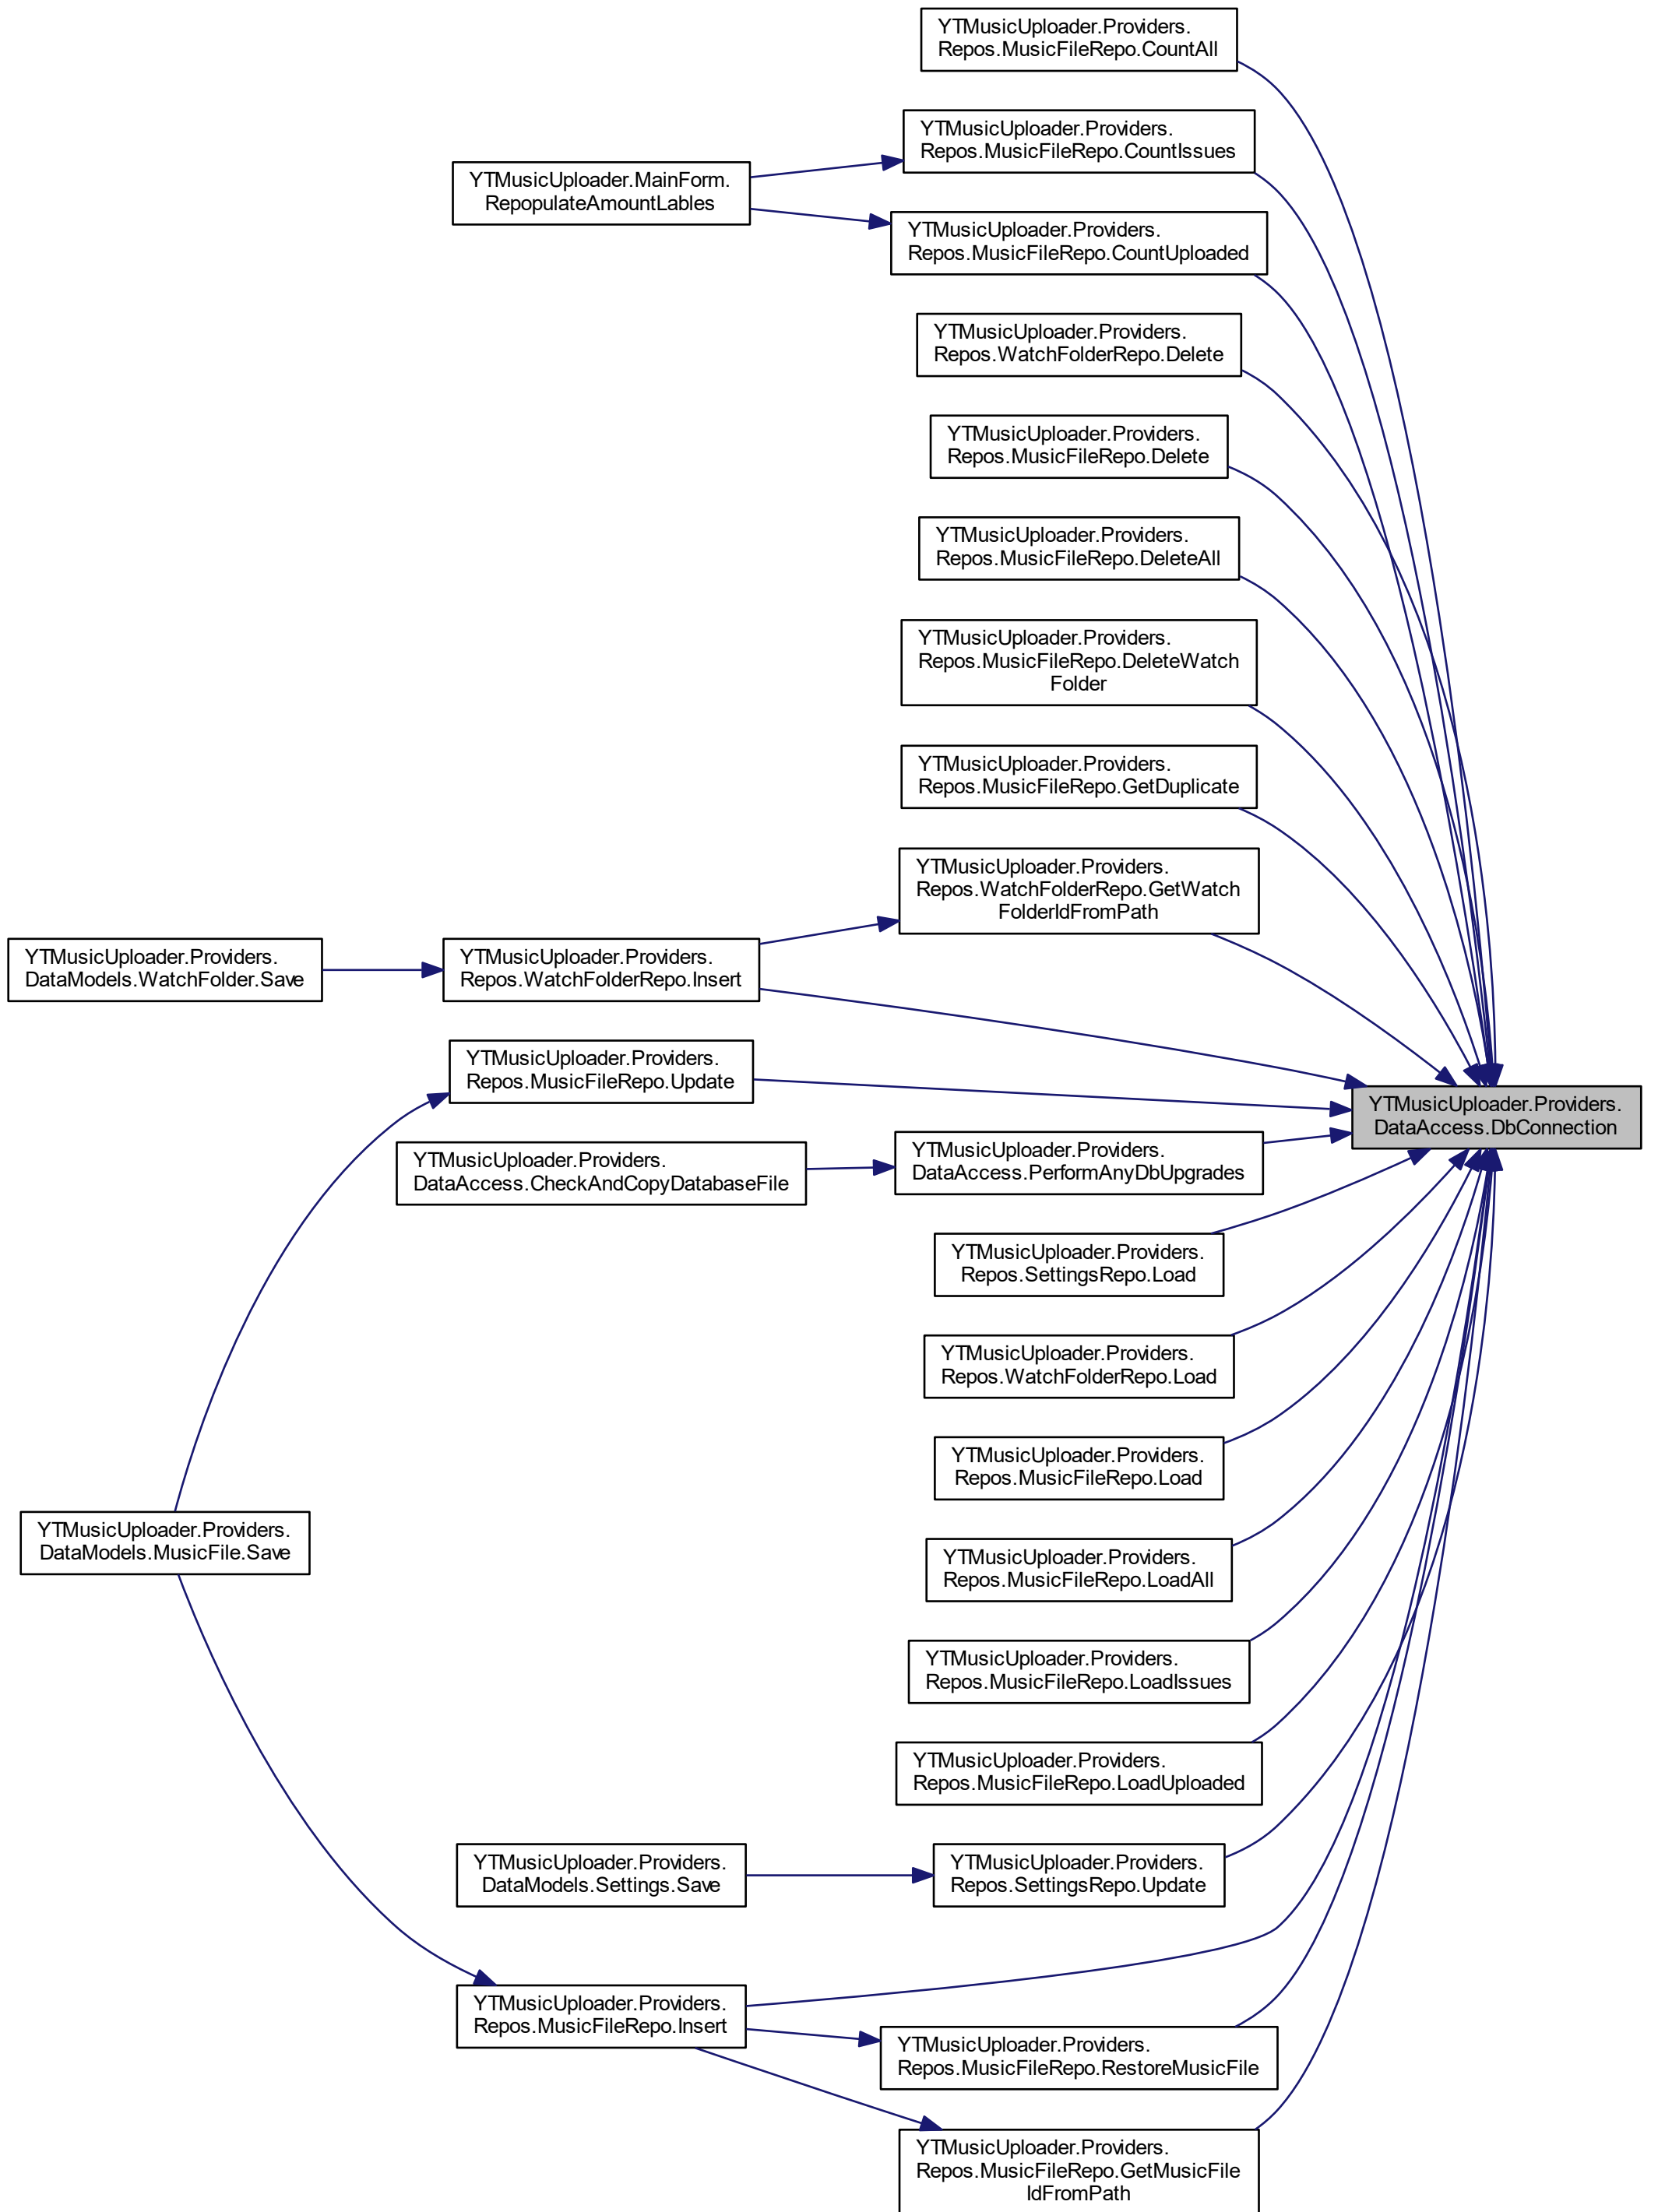 YTMusicUploader.Providers.
Repos.MusicFileRepo.CountAll
YTMusicUploader.Providers.
Repos.MusicFileRepo.CountIssues
YTMusicUploader.MainForm.
RepopulateAmountLables
YTMusicUploader.Providers.
Repos.MusicFileRepo.CountUploaded
YTMusicUploader.Providers.
Repos.WatchFolderRepo.Delete
YTMusicUploader.Providers.
Repos.MusicFileRepo.Delete
YTMusicUploader.Providers.
Repos.MusicFileRepo.DeleteAll
YTMusicUploader.Providers.
Repos.MusicFileRepo.DeleteWatch
Folder
YTMusicUploader.Providers.
Repos.MusicFileRepo.GetDuplicate
YTMusicUploader.Providers.
Repos.WatchFolderRepo.GetWatch
FolderIdFromPath
YTMusicUploader.Providers.
DataModels.WatchFolder.Save
YTMusicUploader.Providers.
Repos.WatchFolderRepo.Insert
YTMusicUploader.Providers.
Repos.MusicFileRepo.Update
YTMusicUploader.Providers.
DataAccess.DbConnection
YTMusicUploader.Providers.
DataAccess.CheckAndCopyDatabaseFile
YTMusicUploader.Providers.
DataAccess.PerformAnyDbUpgrades
YTMusicUploader.Providers.
Repos.SettingsRepo.Load
YTMusicUploader.Providers.
Repos.WatchFolderRepo.Load
YTMusicUploader.Providers.
Repos.MusicFileRepo.Load
YTMusicUploader.Providers.
DataModels.MusicFile.Save
YTMusicUploader.Providers.
Repos.MusicFileRepo.LoadAll
YTMusicUploader.Providers.
Repos.MusicFileRepo.LoadIssues
YTMusicUploader.Providers.
Repos.MusicFileRepo.LoadUploaded
YTMusicUploader.Providers.
DataModels.Settings.Save
YTMusicUploader.Providers.
Repos.SettingsRepo.Update
YTMusicUploader.Providers.
Repos.MusicFileRepo.Insert
YTMusicUploader.Providers.
Repos.MusicFileRepo.RestoreMusicFile
YTMusicUploader.Providers.
Repos.MusicFileRepo.GetMusicFile
IdFromPath